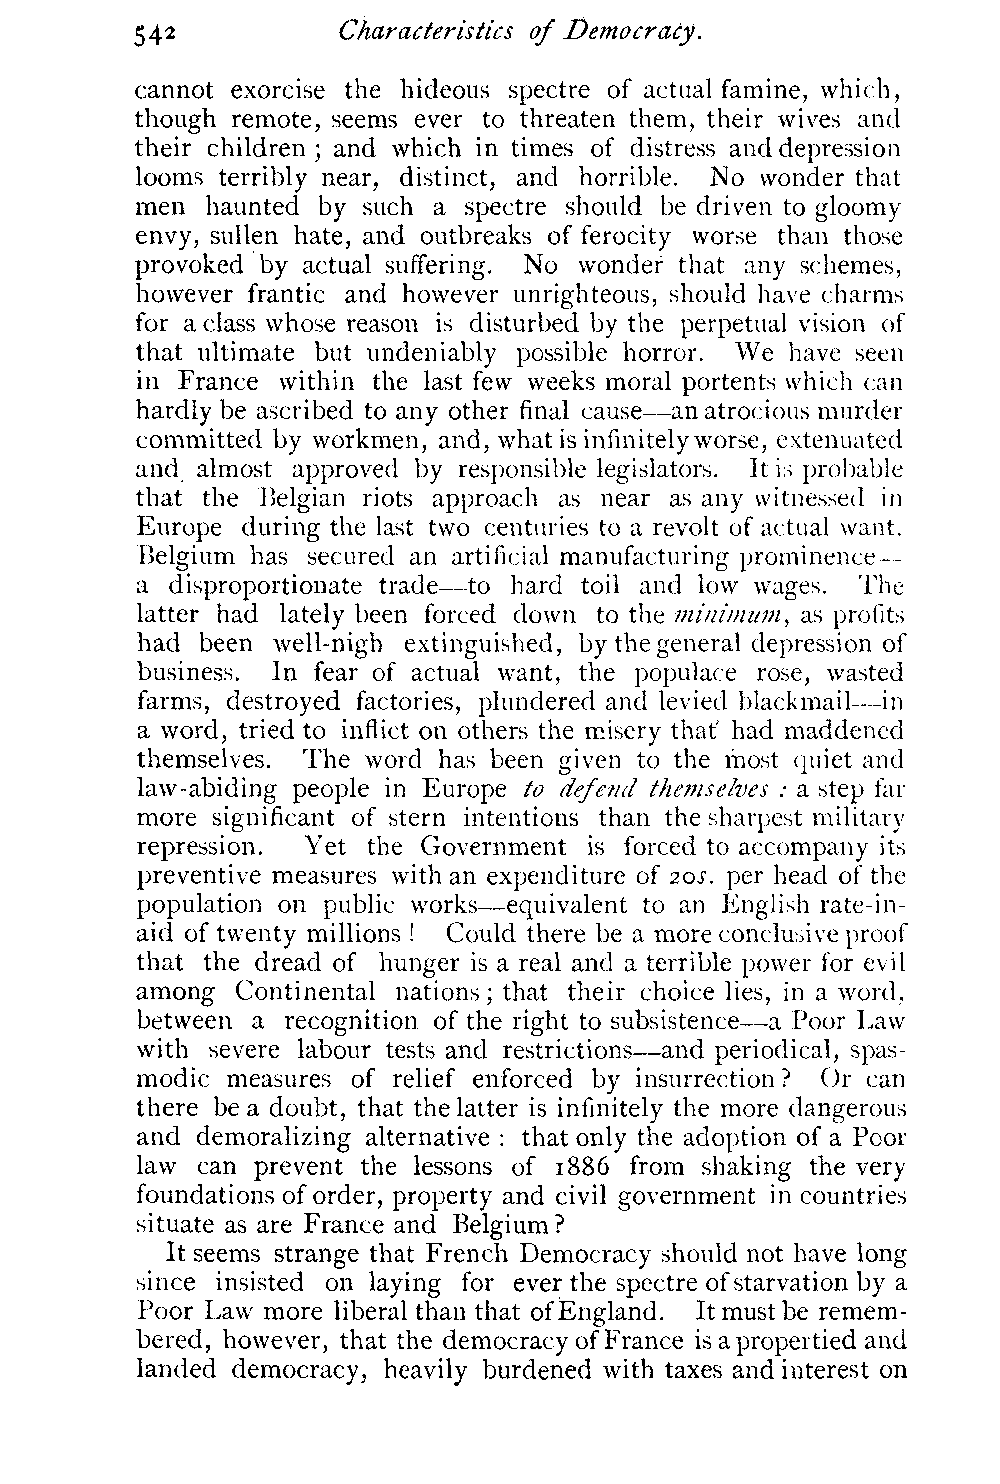 542 Characteristics of Democracy.
cannot exorcise the hideous spectre of actual famine, which,
though remote, seems ever to threaten them, their wives and
their children ; and which in times of distress and depression
looms terribly near, distinct, and horrible. No wonder that
men haunted by such a spectre should be driven to gloomy
envy, sullen hate, and outbreaks of ferocity worse than those
provoked by actual suffering. No wonder that any schemes,
however frantic and however unrighteous, should have charms
for a class whose reason is disturbed by the perpetual vision of
that ultimate but undeniably possible horror. We have seen
in France within the last few weeks moral portents which can
hardly be ascribed to any other final cause—an atrocious murder
committed by workmen, and, what is infinitely worse, extenuated
and almost approved by responsible legislators. It is probable
that the Belgian riots approach as near as any witnessed in
Europe during the last two centuries to a revolt of actual want.
Belgium has secured an artificial manufacturing prominence—
a disproportionate trade—to hard toil and low wages. The
latter had lately been forced down to the minimum, as profits
had been well-nigh extinguished, by the general depression of
business. In fear of actual want, the populace rose, wasted
farms, destroyed factories, plundered and levied blackmail—in
a word, tried to inflict on others the misery that had maddened
themselves. The word has been given to the most quiet and
law-abiding people in Europe to defend themselves : a step far
more significant of stern intentions than the sharpest military
repression. Yet the Government is forced to accompany its
preventive measures with an expenditure of 20s. per head of the
population on public works—equivalent to an English rate-in-
aid of twenty millions ! Could there be a more conclusive proof
that the dread of hunger is a real and a terrible power for evil
among Continental nations ; that their choice lies, in a word,
between a recognition of the right to subsistence—a Poor Law
with severe labour tests and restrictions—and periodical, spas-
modic measures of relief enforced by insurrection ? Or can
there be a doubt, that the latter is infinitely the more dangerous
and demoralizing alternative : that only the adoption of a Poor
law can prevent the lessons of 1886 from shaking the very
foundations of order, property and civil government in countries
situate as are France and Belgium ?
It seems strange that French Democracy should not have long
since insisted on laying for ever the spectre of starvation by a
Poor Law more liberal than that of England. It must be remem-
bered, however, that the democracy of France is a propertied and
landed democracy, heavily burdened with taxes and interest on